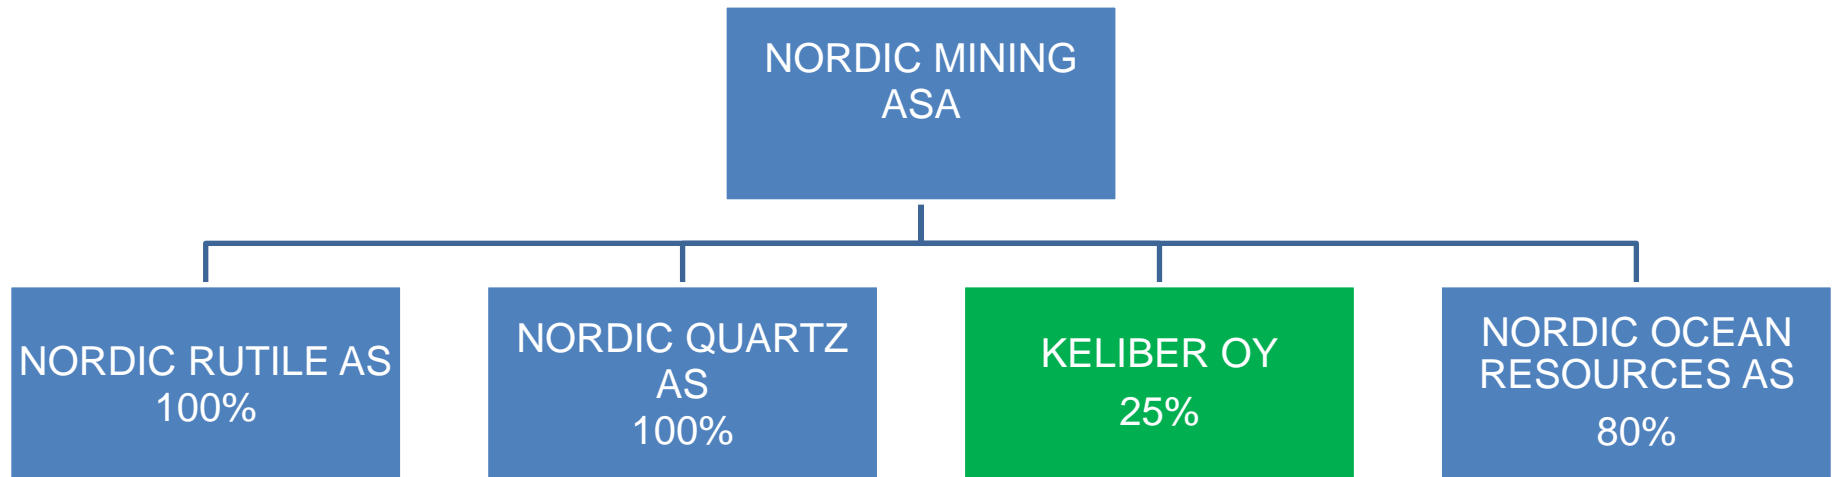 NORDIC MINING
ASA
NORDIC RUTILE AS
100%
NORDIC QUARTZ
AS
100%
KELIBER OY
25%
NORDIC OCEAN
RESOURCES AS
80%